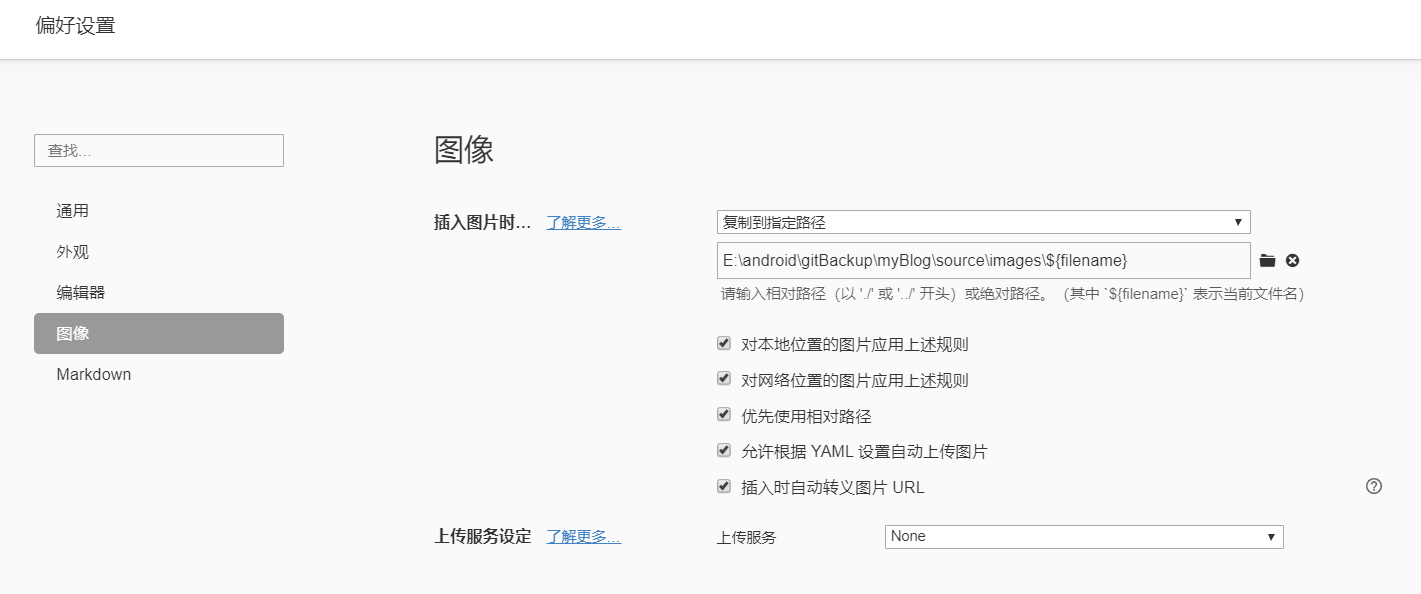 偏好设置
查找...
通用
外观
编辑器
图像
Markdown
图像
插入图片时... 了解更多...
复制到指定路径
E:\android\gitBackup\myBlog\source\images\${filename}
请输入相对路径（以 './' 或 '../' 开头）或绝对路径。（其中 `${filename}` 表示当前文件名）
对本地位置的图片应用上述规则
对网络位置的图片应用上述规则
优先使用相对路径
允许根据 YAML 设置自动上传图片
插入时自动转义图片 URL
上传服务设定 了解更多... 上传服务 None